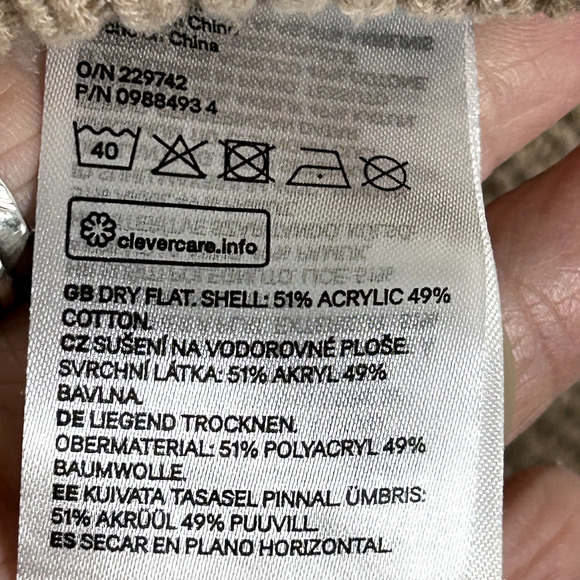 China
O/N 229742
P/N 0988493 4
40
clevercare.info
GB DRY FLAT. SHELL: 51% ACRYLIC 49%
COTTON.
CZ SUŠENÍ NA VODOROVNÉ PLOŠE.
SVRCHNÍ LÁTKA: 51% AKRYL 49%
BAVLNA.
DE LIEGEND TROCKNEN.
OBERMATERIAL: 51% POLYACRYL 49%
BAUMWOLLE.
EE KUIVATA TASASEL PINNAL. ÜMBRIS:
51% AKRÜÜL 49% PUUVILL.
ES SECAR EN PLANO HORIZONTAL.